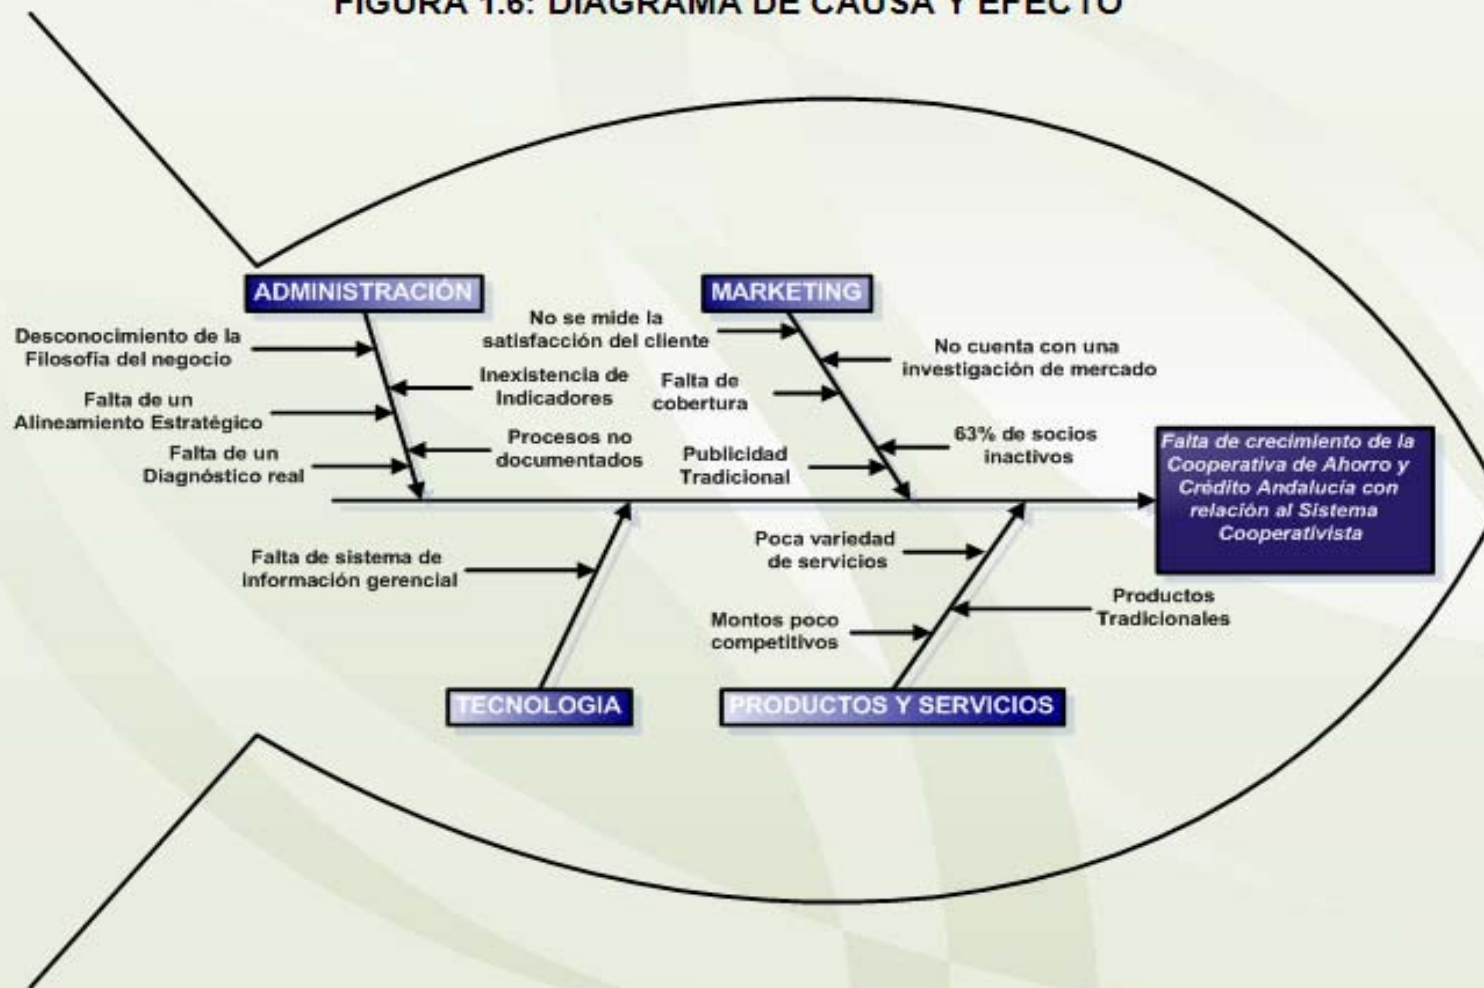 FIGURA 1.6: DIAGRAMA DE CAUSA Y EFECTO
ADMINISTRACIÓN
Desconocimiento de la
Filosofía del negocio
Falta de un
Alineamiento Estratégico
Falta de un
Diagnóstico real
Inexistencia de
Indicadores
Procesos no
documentados
MARKETING
No se mide la
satisfacción del cliente
Falta de
cobertura
Publicidad
Tradicional
No cuenta con una
investigación de mercado
63% de socios
inactivos
Falta de crecimiento de la
Cooperativa de Ahorro y
Crédito Andalucía con
relación al Sistema
Cooperativista
Falta de sistema de
información gerencial
TECNOLOGIA
Poca variedad
de servicios
Montos poco
competitivos
Productos
Tradicionales
PRODUCTOS Y SERVICIOS